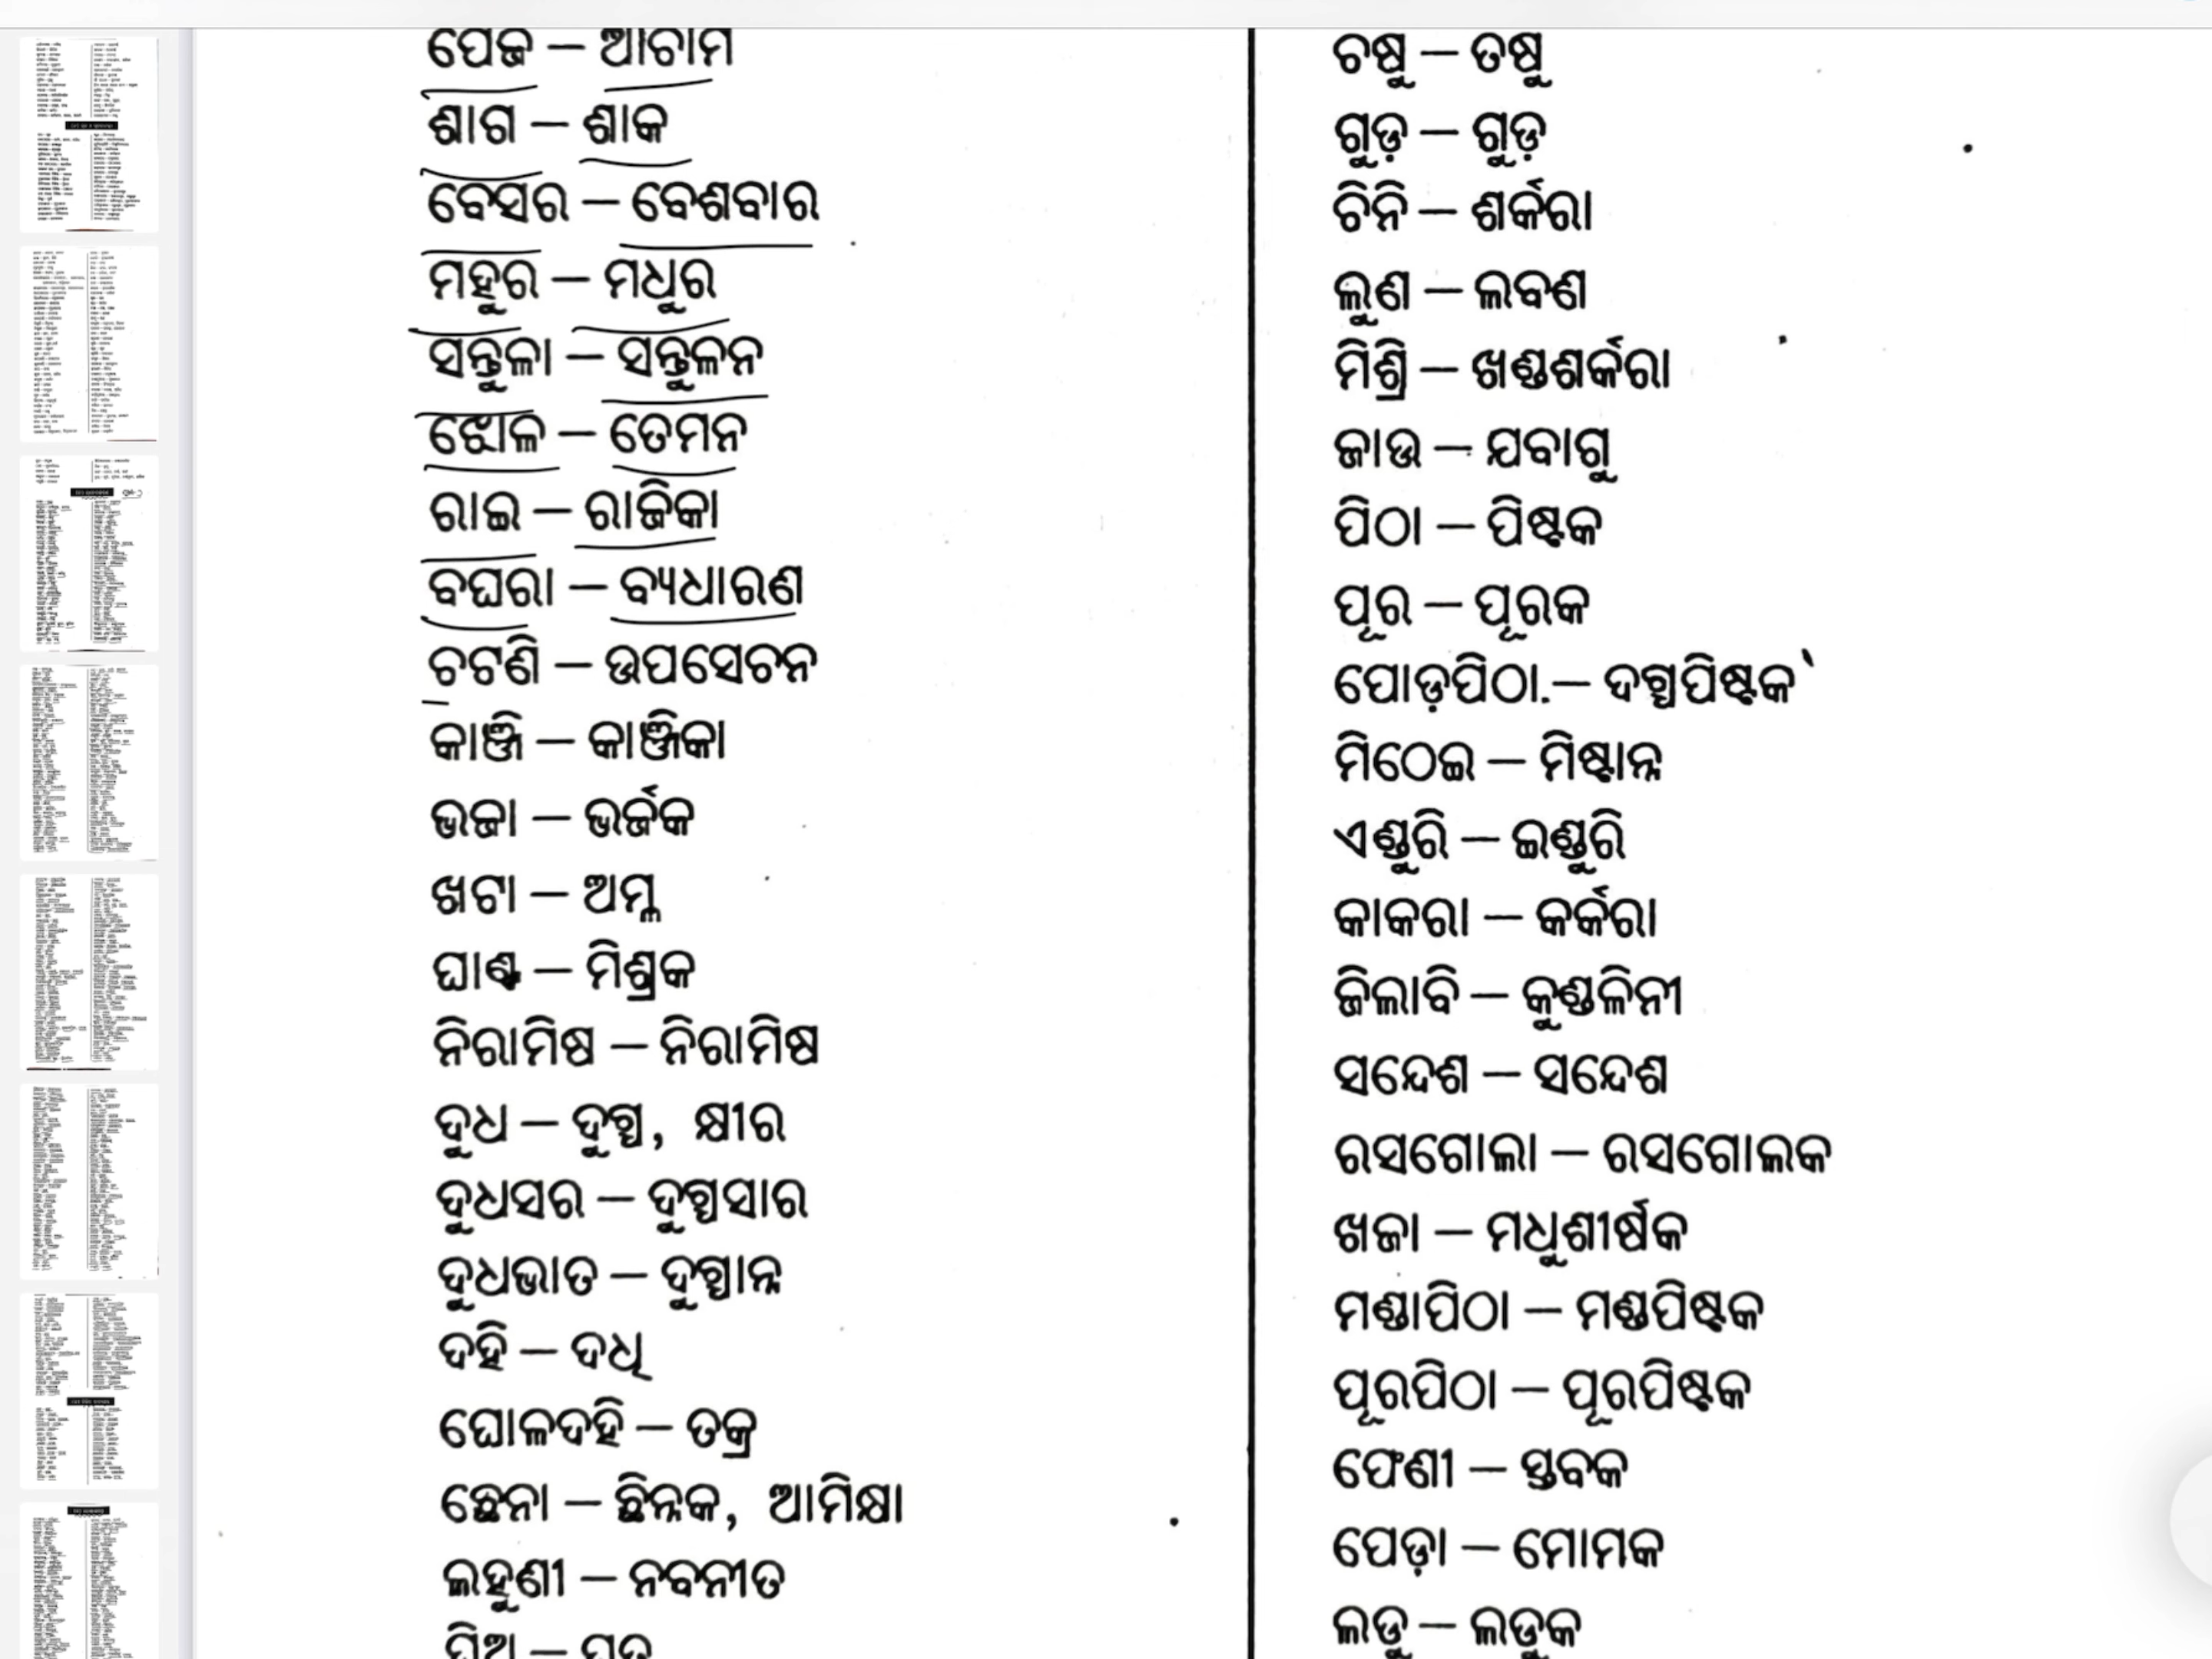 ପେଜ — ଆଚାମ
ଶାଗ — ଶାକ
ବେସର — ବେଶବାର
ମହୁର — ମଧୁର
ସନ୍ତୁଳା — ସନ୍ତୁଳନ
ଝୋଳ — ତେମନ
ରାଇ — ରାଜିକା
ବଘରା — ବ୍ୟଧାରଣ
ଚଟଣି — ଉପସେଚନ
କାଞ୍ଜି — କାଞ୍ଜିକା
ଭଜା — ଭର୍ଜକ
ଖଟା — ଅମ୍ଳ
ଘାଣ୍ଟ — ମିଶ୍ରକ
ନିରାମିଷ — ନିରାମିଷ
ଦୁଧ — ଦୁଗ୍ଧ, କ୍ଷୀର
ଦୁଧସର — ଦୁଗ୍ଧସାର
ଦୁଧଭାତ — ଦୁଗ୍ଧାନ୍ନ
ଦହି — ଦଧି
ଘୋଳଦହି — ତକ୍ର
ଛେନା — ଛିନ୍ନକ, ଆମିକ୍ଷା
ଲହୁଣୀ — ନବନୀତ
ଚଷୁ — ତଷୁ
ଗୁଡ଼ — ଗୁଡ଼
ଚିନି — ଶର୍କରା
ଲୁଣ — ଲବଣ
ମିଶ୍ରି — ଖଣ୍ଡଶର୍କରା
ଜାଉ — ଯବାଗୁ
ପିଠା — ପିଷ୍ଟକ
ପୂର — ପୂରକ
ପୋଡ଼ପିଠା.— ଦଗ୍ଧପିଷ୍ଟକ
ମିଠେଇ — ମିଷ୍ଟାନ୍ନ
ଏଣ୍ଡୁରି — ଇଣ୍ଡୁରି
କାକରା — କର୍କରା
ଜିଲାବି — କୁଣ୍ଡଳିନୀ
ସନ୍ଦେଶ — ସନ୍ଦେଶ
ରସଗୋଲା — ରସଗୋଲକ
ଖଜା — ମଧୁଶୀର୍ଷକ
ମଣ୍ଡାପିଠା — ମଣ୍ଡପିଷ୍ଟକ
ପୂରପିଠା — ପୂରପିଷ୍ଟକ
ଫେଣୀ — ସ୍ତବକ
ପେଡ଼ା — ମୋମକ
ଲଡୁ — ଲଡୁକ